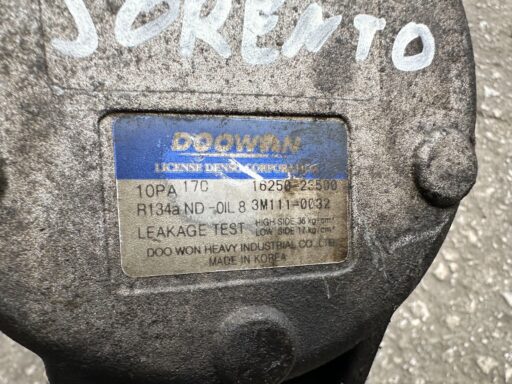 SORENTO
DOOWON
LICENSE DENSO CORPORATION
10PA 17C 16250-23500
R134a ND-OIL 8 3M111-0032
LEAKAGE TEST HIGH SIDE 36 kg/cm²
LOW SIDE 17 kg/cm²
DOO WON HEAVY INDUSTRIAL CO., LTD
MADE IN KOREA